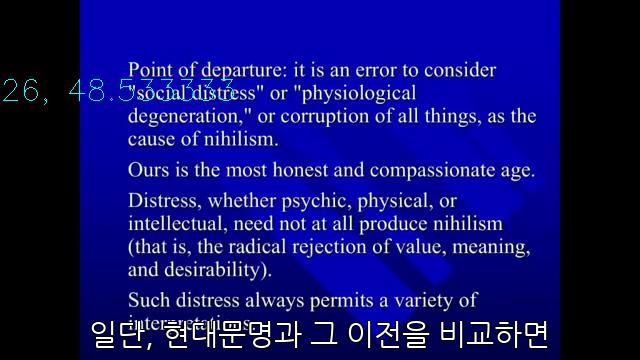 Point of departure: it is an error to consider
26, 48.533333
"social distress" or "physiological
degeneration," or corruption of all things, as the
cause of nihilism.
Ours is the most honest and compassionate age.
Distress, whether psychic, physical, or
intellectual, need not at all produce nihilism
(that is, the radical rejection of value, meaning,
and desirability).
Such distress always permits a variety of
interpretations.
일단, 현대문명과 그 이전을 비교하면